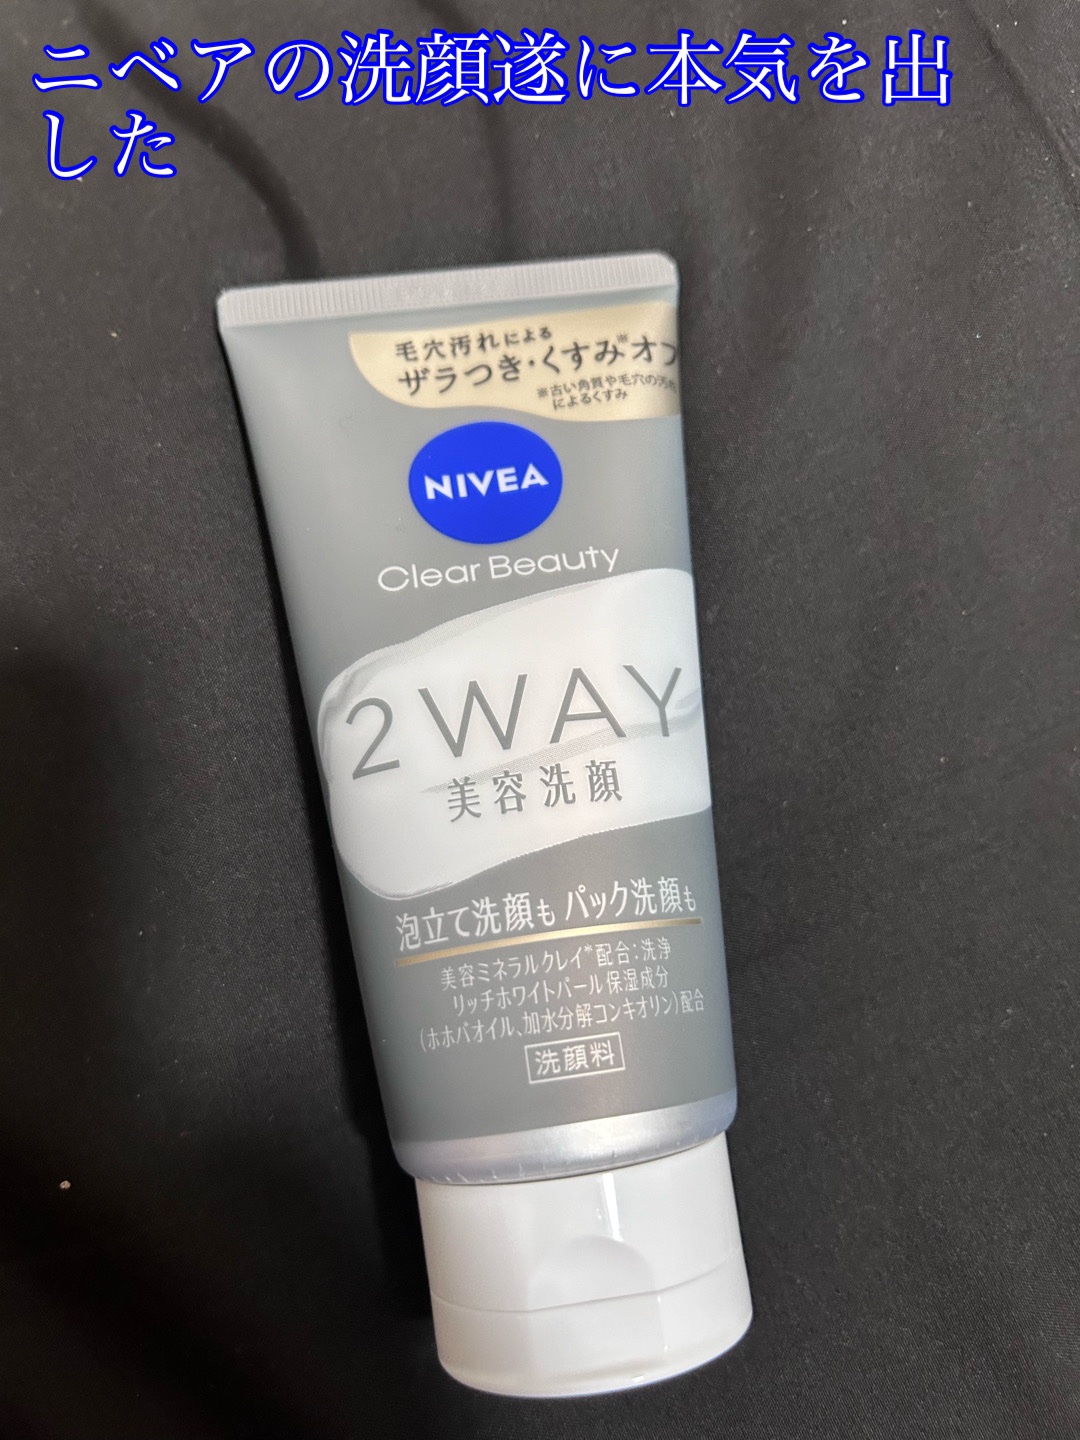 ニベアの洗顔遂に本気を出
した
毛穴汚れによる
ザラつき・くすみ※オフ
※古い角質や毛穴の汚れ
によるくすみ
NIVEA
Clear Beauty
2WAY
美容洗顔
泡立て洗顔も パック洗顔も
美容ミネラルクレイ*配合:洗浄
リッチホワイトパール保湿成分
(ホホバオイル、加水分解コンキオリン)配合
洗顔料